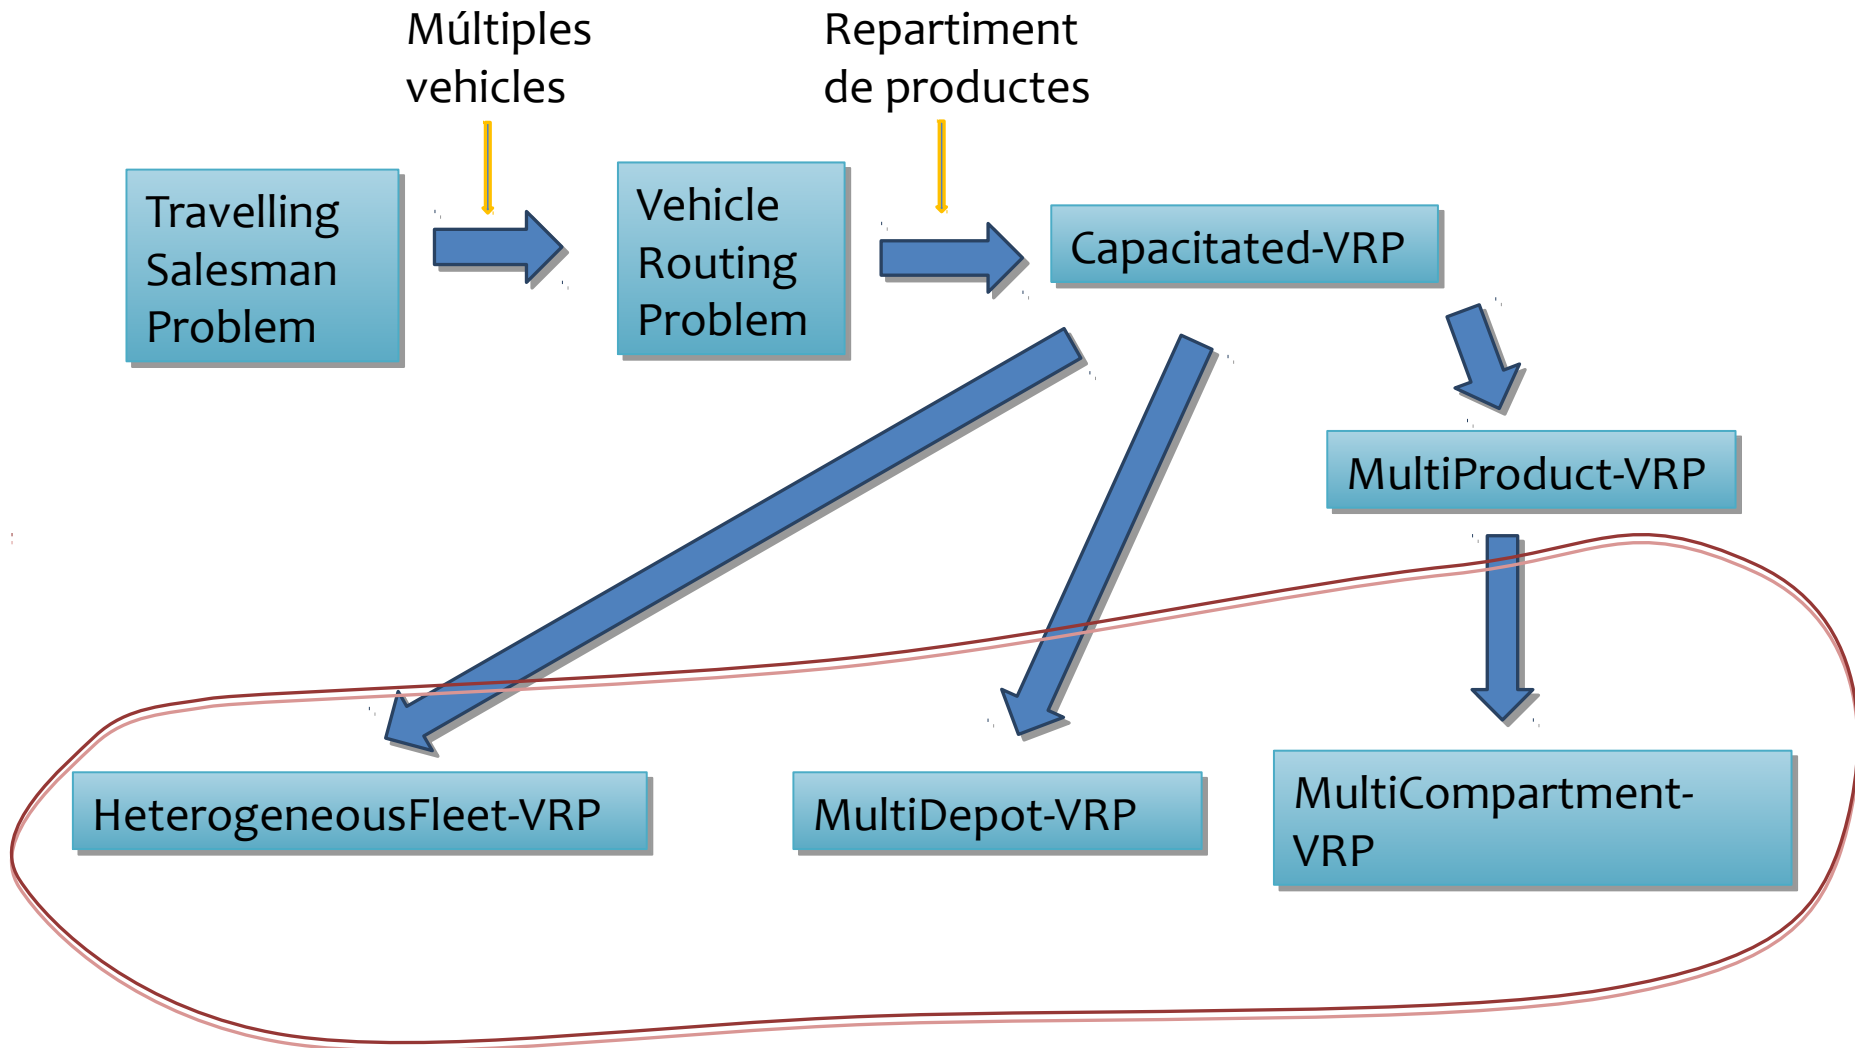 Múltiples
vehicles
Repartiment
de productes
Travelling
Salesman
Problem
Vehicle
Routing
Problem
Capacitated-VRP
MultiProduct-VRP
HeterogeneousFleet-VRP
MultiDepot-VRP
MultiCompartment-
VRP